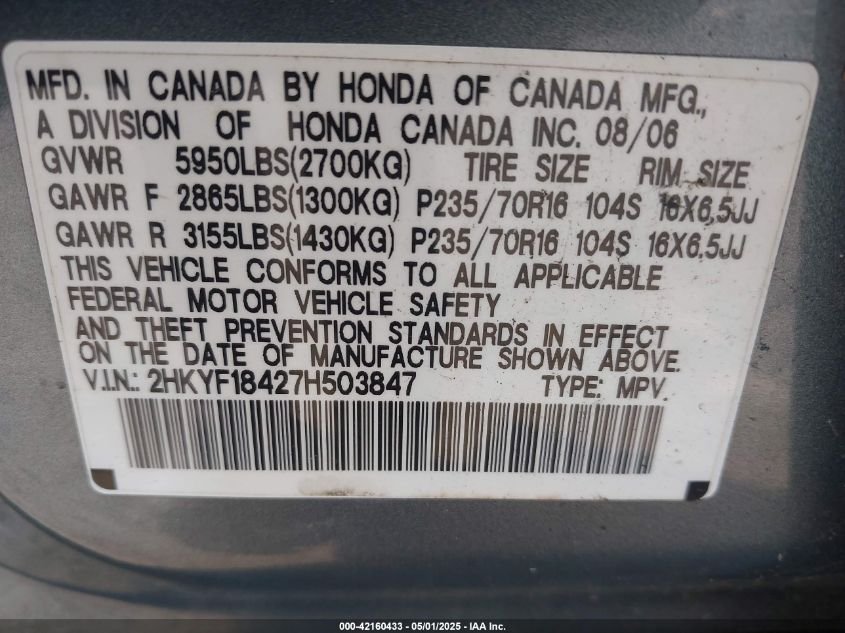 MFD. IN CANADA BY HONDA OF CANADA MFG.,
A DIVISION OF HONDA CANADA INC. 08/06
GVWR 5950LBS(2700KG) TIRE SIZE RIM SIZE
GAWR F 2865LBS(1300KG) P235/70R16 104S 16X6.5JJ
GAWR R 3155LBS(1430KG) P235/70R16 104S 16X6.5JJ
THIS VEHICLE CONFORMS TO ALL APPLICABLE
FEDERAL MOTOR VEHICLE SAFETY
AND THEFT PREVENTION STANDARDS IN EFFECT
ON THE DATE OF MANUFACTURE SHOWN ABOVE.
V.I.N.: 2HKYF18427H503847 TYPE: MPV
000-42160433 - 05/01/2025 - IAA Inc.